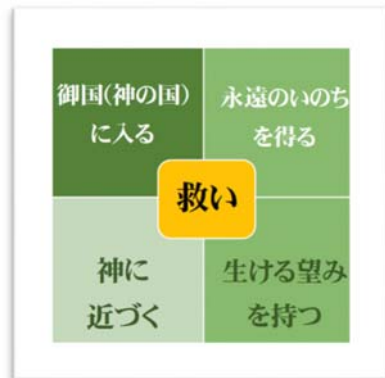 御国(神の国)
に入る
永遠のいのち
を得る
救い
神に
近づく
生ける望み
を持つ